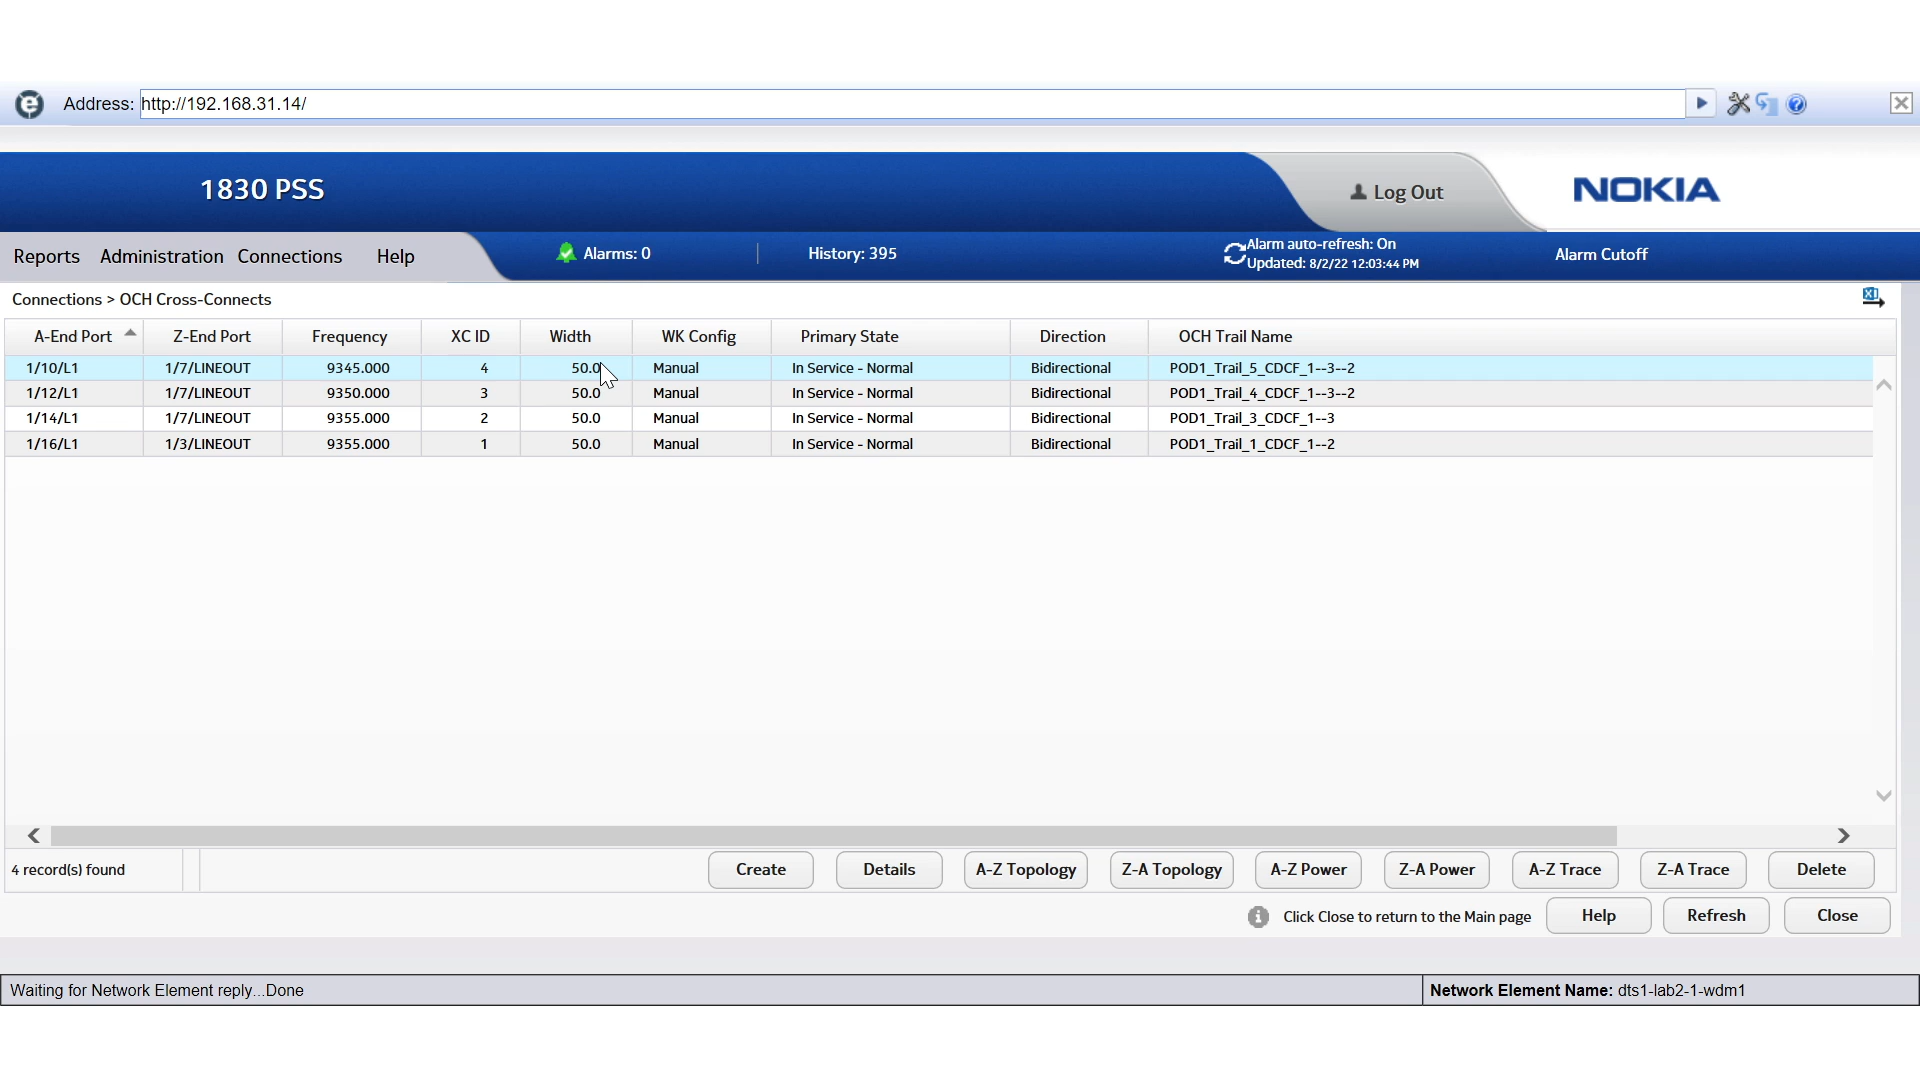 Address: http://192.168.31.14/
1830 PSS
Log Out
NOKIA
Reports Administration Connections Help
Alarms: 0
History: 395
Alarm auto-refresh: On
Updated: 8/2/22 12:03:44 PM
Alarm Cutoff
Connections > OCH Cross-Connects
A-End Port Z-End Port Frequency XC ID Width WK Config Primary State Direction OCH Trail Name
1/10/L1 1/7/LINEOUT 9345.000 4 50.0 Manual In Service - Normal Bidirectional POD1_Trail_5_CDCF_1--3--2
1/12/L1 1/7/LINEOUT 9350.000 3 50.0 Manual In Service - Normal Bidirectional POD1_Trail_4_CDCF_1--3--2
1/14/L1 1/7/LINEOUT 9355.000 2 50.0 Manual In Service - Normal Bidirectional POD1_Trail_3_CDCF_1--3
1/16/L1 1/3/LINEOUT 9355.000 1 50.0 Manual In Service - Normal Bidirectional POD1_Trail_1_CDCF_1--2
4 record(s) found
Create Details A-Z Topology Z-A Topology A-Z Power Z-A Power A-Z Trace Z-A Trace Delete
Click Close to return to the Main page Help Refresh Close
Waiting for Network Element reply...Done
Network Element Name: dts1-lab2-1-wdm1